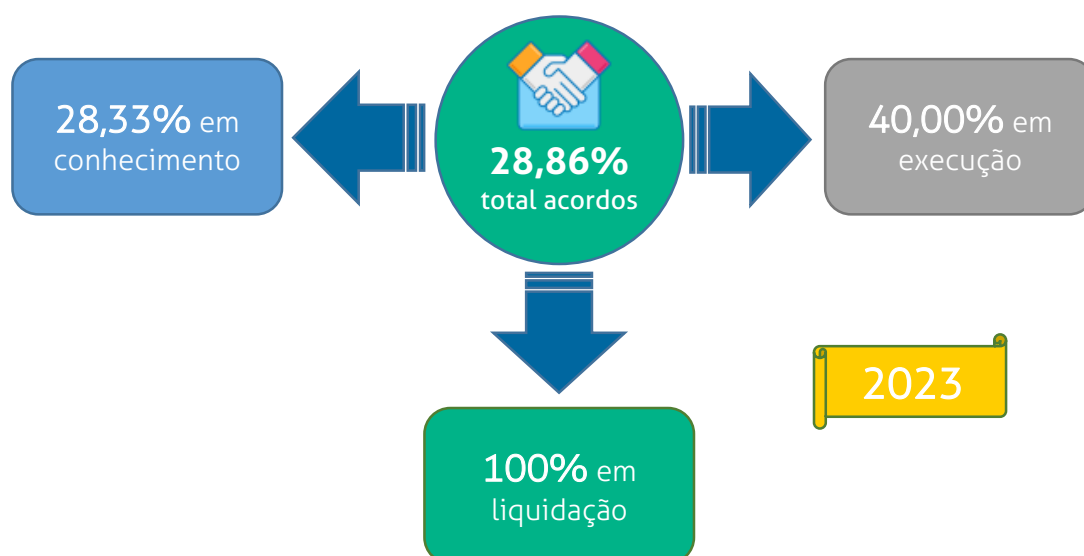 28,33% em
conhecimento
28,86%
total acordos
40,00% em
execução
2023
100% em
liquidação